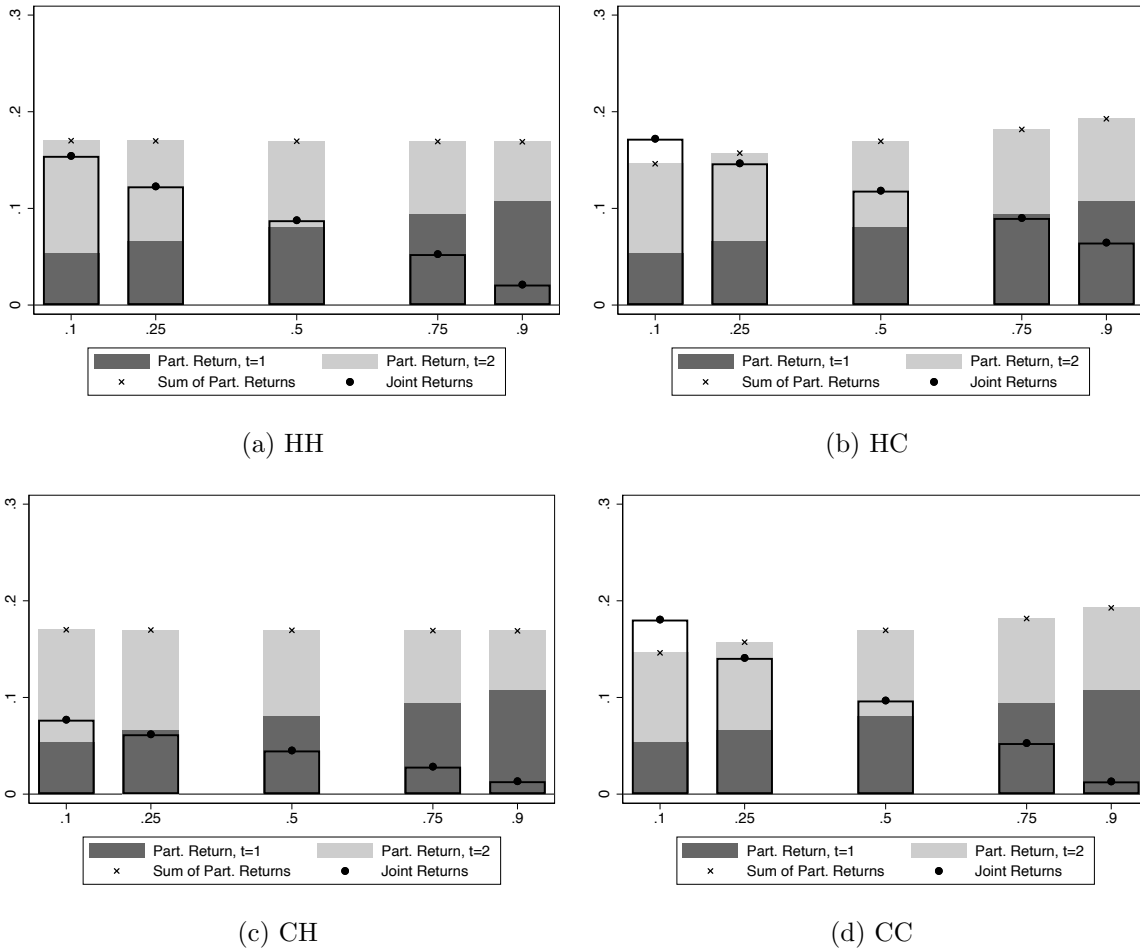 .3
.2
.1
0
.1 .25 .5 .75 .9
Part. Return, t=1 Part. Return, t=2
× Sum of Part. Returns ● Joint Returns
(a) HH
.3
.2
.1
0
.1 .25 .5 .75 .9
Part. Return, t=1 Part. Return, t=2
× Sum of Part. Returns ● Joint Returns
(b) HC
.3
.2
.1
0
.1 .25 .5 .75 .9
Part. Return, t=1 Part. Return, t=2
× Sum of Part. Returns ● Joint Returns
(c) CH
.3
.2
.1
0
.1 .25 .5 .75 .9
Part. Return, t=1 Part. Return, t=2
× Sum of Part. Returns ● Joint Returns
(d) CC